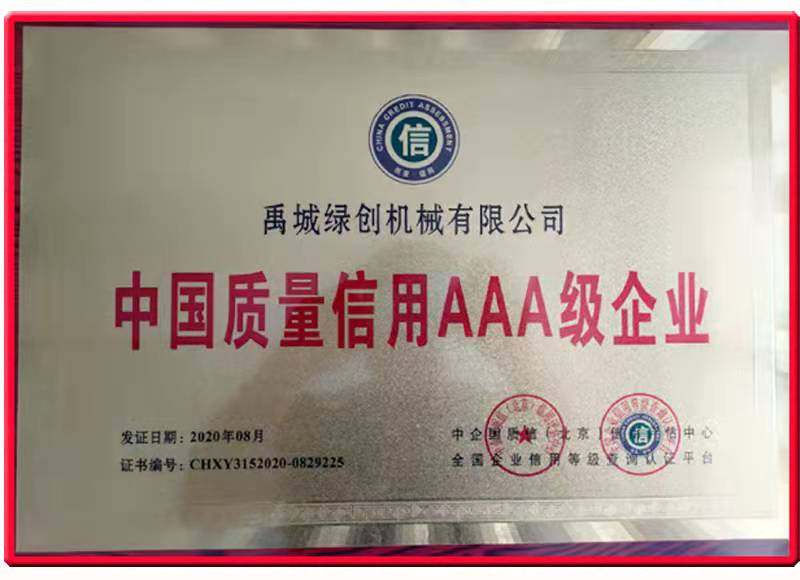 CHINA CREDIT ASSESSMENT
信
禹城绿创机械有限公司
中国质量信用AAA级企业
发证日期：2020年08月
证书编号：CHXY3152020-0829225
中企国质信（北京）信 中心
全国企业信用等级查询认证平台
信